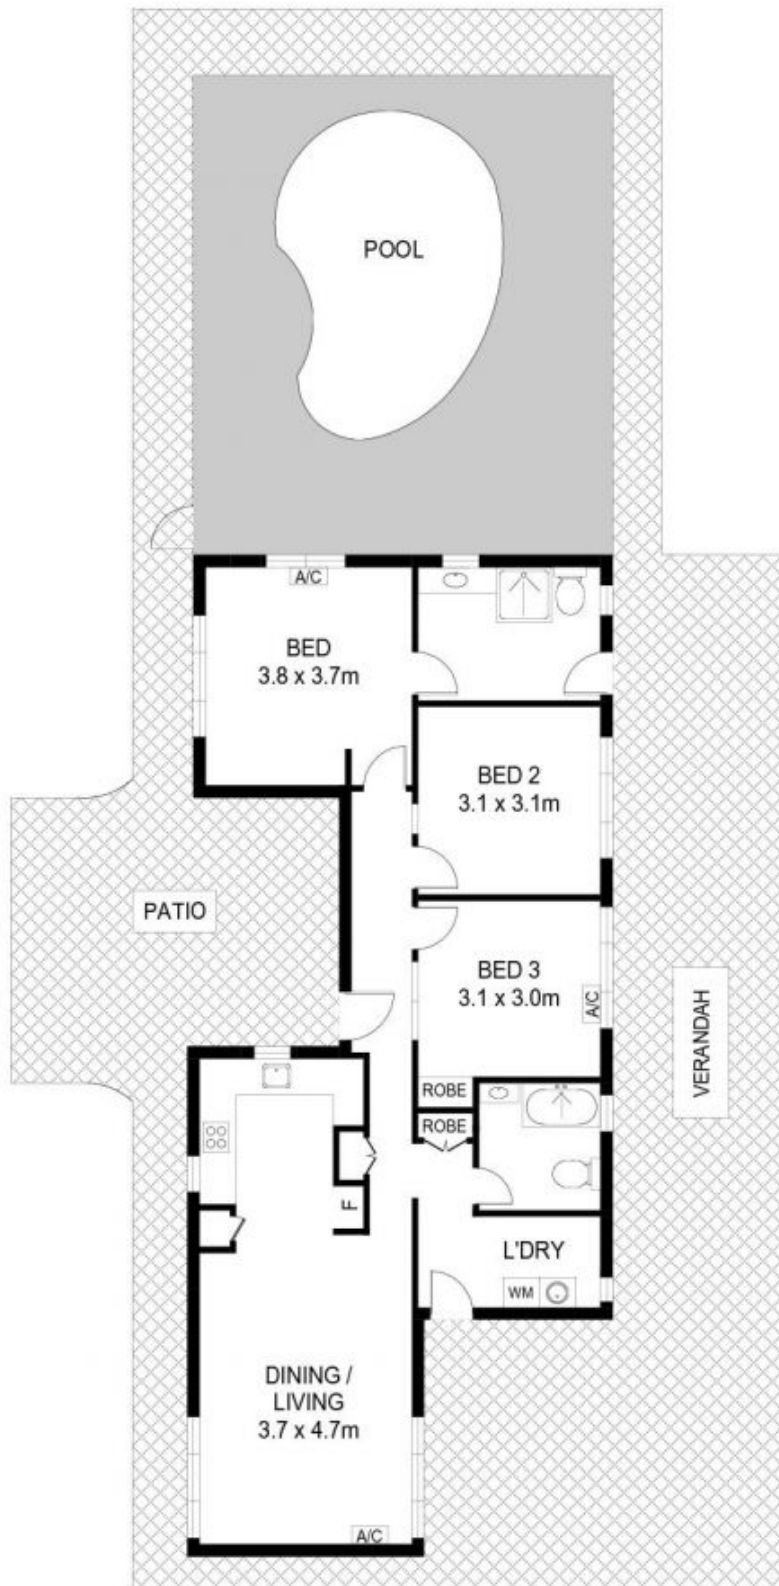 POOL
A/C
BED
3.8 x 3.7m
BED 2
3.1 x 3.1m
PATIO
BED 3
3.1 x 3.0m
A/C
VERANDAH
ROBE
ROBE
F
L'DRY
WM
DINING /
LIVING
3.7 x 4.7m
A/C